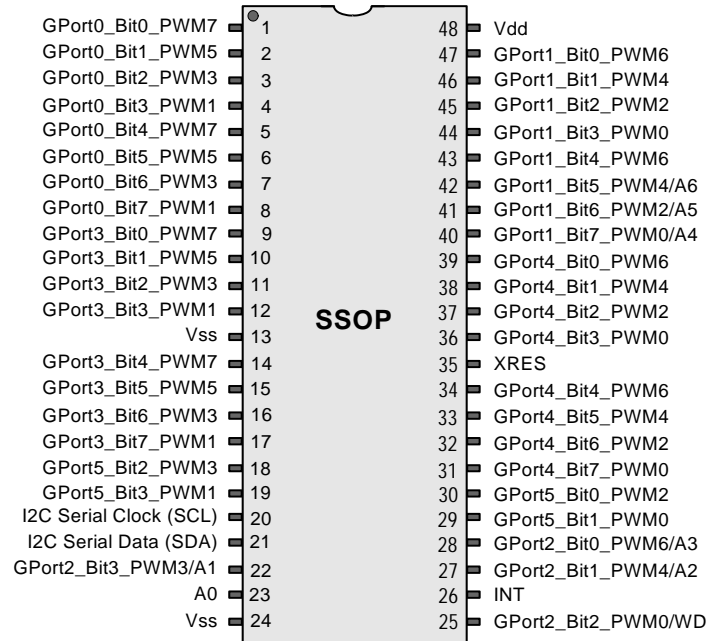 GPort0_Bit0_PWM7 1 48 Vdd
GPort0_Bit1_PWM5 2 47 GPort1_Bit0_PWM6
GPort0_Bit2_PWM3 3 46 GPort1_Bit1_PWM4
GPort0_Bit3_PWM1 4 45 GPort1_Bit2_PWM2
GPort0_Bit4_PWM7 5 44 GPort1_Bit3_PWM0
GPort0_Bit5_PWM5 6 43 GPort1_Bit4_PWM6
GPort0_Bit6_PWM3 7 42 GPort1_Bit5_PWM4/A6
GPort0_Bit7_PWM1 8 41 GPort1_Bit6_PWM2/A5
GPort3_Bit0_PWM7 9 40 GPort1_Bit7_PWM0/A4
GPort3_Bit1_PWM5 10 39 GPort4_Bit0_PWM6
GPort3_Bit2_PWM3 11 38 GPort4_Bit1_PWM4
GPort3_Bit3_PWM1 12 SSOP 37 GPort4_Bit2_PWM2
Vss 13 36 GPort4_Bit3_PWM0
GPort3_Bit4_PWM7 14 35 XRES
GPort3_Bit5_PWM5 15 34 GPort4_Bit4_PWM6
GPort3_Bit6_PWM3 16 33 GPort4_Bit5_PWM4
GPort3_Bit7_PWM1 17 32 GPort4_Bit6_PWM2
GPort5_Bit2_PWM3 18 31 GPort4_Bit7_PWM0
GPort5_Bit3_PWM1 19 30 GPort5_Bit0_PWM2
I2C Serial Clock (SCL) 20 29 GPort5_Bit1_PWM0
I2C Serial Data (SDA) 21 28 GPort2_Bit0_PWM6/A3
GPort2_Bit3_PWM3/A1 22 27 GPort2_Bit1_PWM4/A2
A0 23 26 INT
Vss 24 25 GPort2_Bit2_PWM0/WD